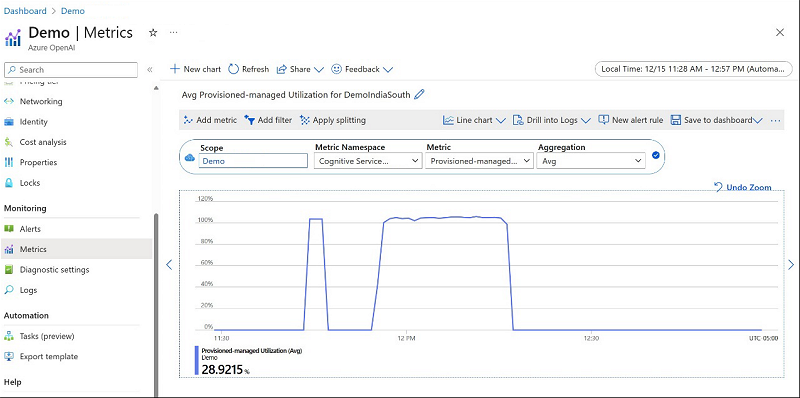 Dashboard > Demo >
Demo | Metrics ☆ ...
Azure OpenAI
Search
«
Pricing tier
Networking
Identity
Cost analysis
Properties
Locks
Monitoring
Alerts
Metrics
Diagnostic settings
Logs
Automation
Tasks (preview)
Export template
Help
New chart Refresh Share Feedback
Local Time: 12/15 11:28 AM - 12:57 PM (Automa...
Avg Provisioned-managed Utilization for DemoIndiaSouth
Add metric Add filter Apply splitting Line chart Drill into Logs New alert rule Save to dashboard ...
Scope Metric Namespace Metric Aggregation
Demo Cognitive Service... Provisioned-managed... Avg
Undo Zoom
120%
100%
80%
60%
40%
20%
0%
11:30 12 PM 12:30 UTC-05:00
Provisioned-managed Utilization (Avg)
Demo
28.9215 %